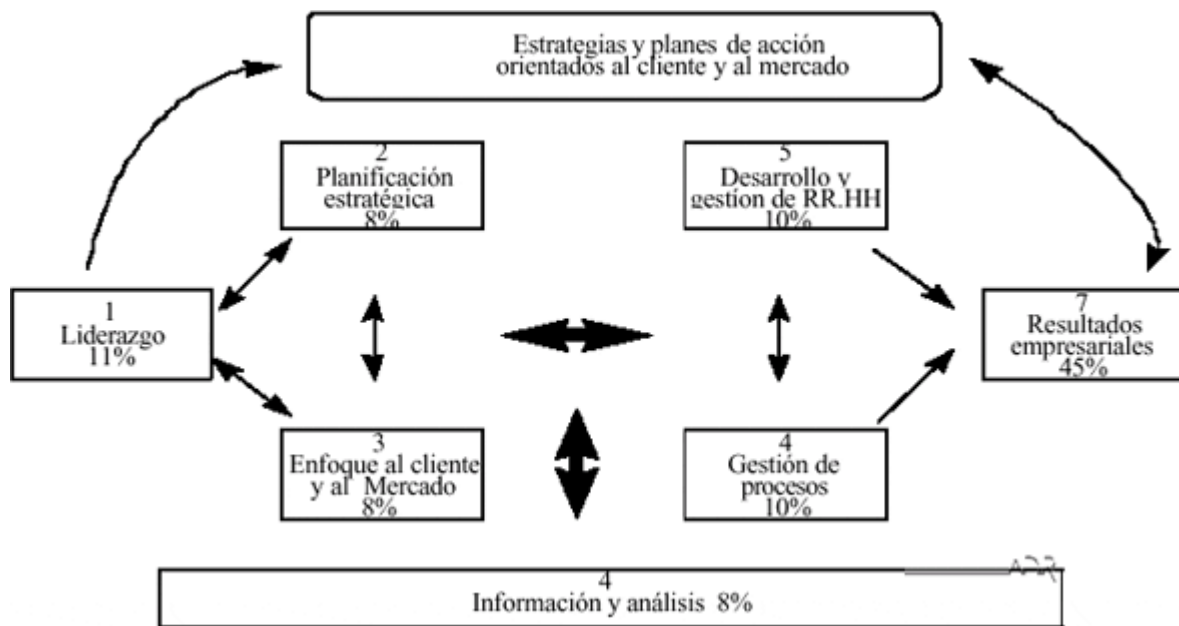 Estrategias y planes de acción
orientados al cliente y al mercado
2
Planificación
estratégica
8%
5
Desarrollo y
gestion de RR.HH
10%
1
Liderazgo
11%
7
Resultados
empresariales
45%
3
Enfoque al cliente
y al Mercado
8%
4
Gestión de
procesos
10%
4
Información y análisis 8%